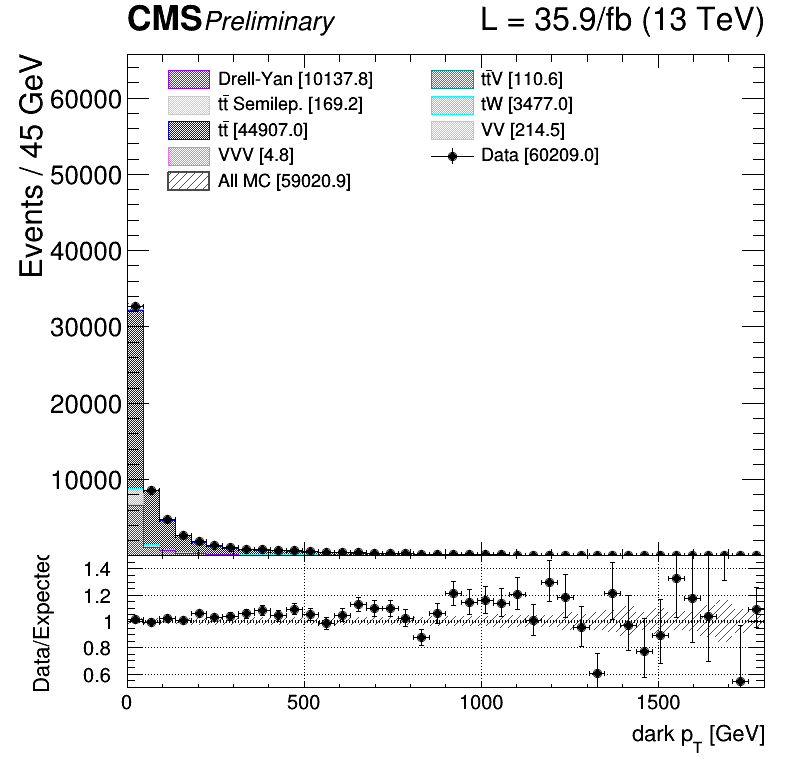 CMS Preliminary L = 35.9/fb (13 TeV)
Events / 45 GeV
60000
50000
40000
30000
20000
10000
Drell-Yan [10137.8]
tt̄ Semilep. [169.2]
tt̄ [44907.0]
VVV [4.8]
All MC [59020.9]
tt̄V [110.6]
tW [3477.0]
VV [214.5]
Data [60209.0]
Data/Expected
1.4
1.2
1
0.8
0.6
0 500 1000 1500
dark p_T [GeV]